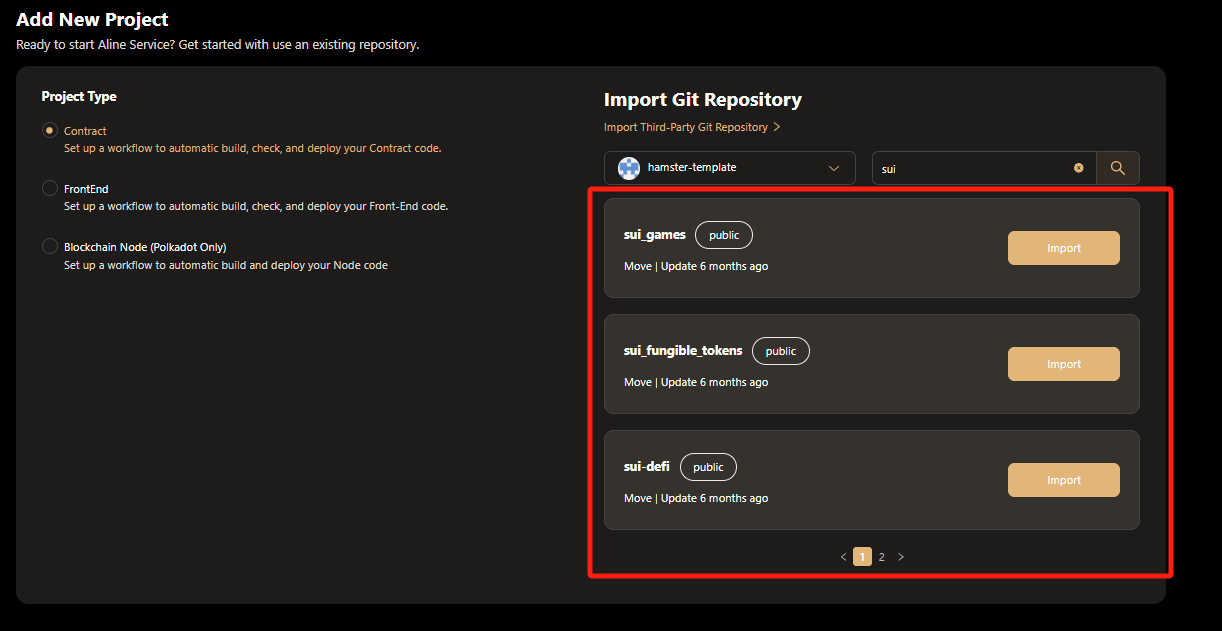 Add New Project
Ready to start Aline Service? Get started with use an existing repository.
Project Type
Contract
Set up a workflow to automatic build, check, and deploy your Contract code.
FrontEnd
Set up a workflow to automatic build, check, and deploy your Front-End code.
Blockchain Node (Polkadot Only)
Set up a workflow to automatic build and deploy your Node code
Import Git Repository
Import Third-Party Git Repository >
hamster-template
sui
sui_games public
Move | Update 6 months ago
Import
sui_fungible_tokens public
Move | Update 6 months ago
Import
sui-defi public
Move | Update 6 months ago
Import
< 1 2 >